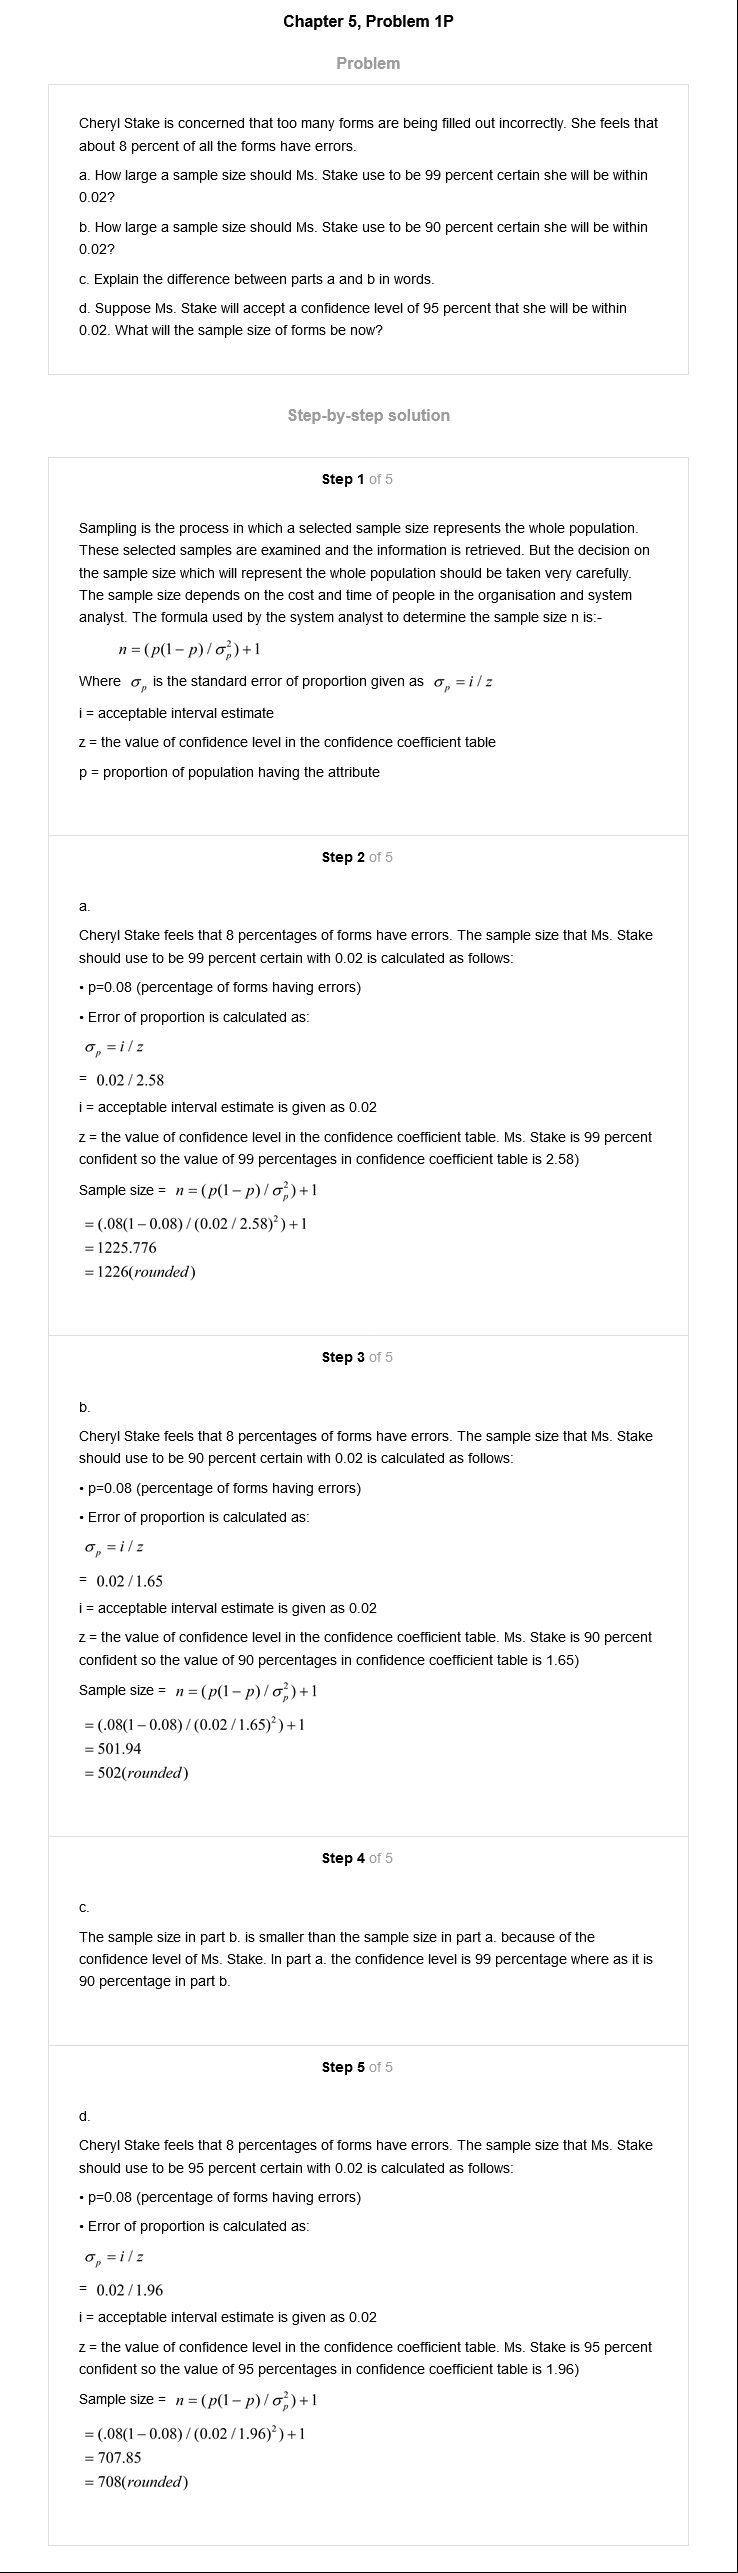 Chapter 5, Problem 1P
Problem
Cheryl Stake is concerned that too many forms are being filled out incorrectly. She feels that
about 8 percent of all the forms have errors.
a. How large a sample size should Ms. Stake use to be 99 percent certain she will be within
0.02?
b. How large a sample size should Ms. Stake use to be 90 percent certain she will be within
0.02?
c. Explain the difference between parts a and b in words.
d. Suppose Ms. Stake will accept a confidence level of 95 percent that she will be within
0.02. What will the sample size of forms be now?
Step-by-step solution
Step 1 of 5
Sampling is the process in which a selected sample size represents the whole population.
These selected samples are examined and the information is retrieved. But the decision on
the sample size which will represent the whole population should be taken very carefully.
The sample size depends on the cost and time of people in the organisation and system
analyst. The formula used by the system analyst to determine the sample size n is:-
n = (p(1 − p) / σ_p^2) + 1
Where σ_p is the standard error of proportion given as σ_p = i / z
i = acceptable interval estimate
z = the value of confidence level in the confidence coefficient table
p = proportion of population having the attribute
Step 2 of 5
a.
Cheryl Stake feels that 8 percentages of forms have errors. The sample size that Ms. Stake
should use to be 99 percent certain with 0.02 is calculated as follows:
• p=0.08 (percentage of forms having errors)
• Error of proportion is calculated as:
σ_p = i / z
= 0.02 / 2.58
i = acceptable interval estimate is given as 0.02
z = the value of confidence level in the confidence coefficient table. Ms. Stake is 99 percent
confident so the value of 99 percentages in confidence coefficient table is 2.58)
Sample size = n = (p(1 − p) / σ_p^2) + 1
= (.08(1 − 0.08) / (0.02 / 2.58)^2) + 1
= 1225.776
= 1226(rounded)
Step 3 of 5
b.
Cheryl Stake feels that 8 percentages of forms have errors. The sample size that Ms. Stake
should use to be 90 percent certain with 0.02 is calculated as follows:
• p=0.08 (percentage of forms having errors)
• Error of proportion is calculated as:
σ_p = i / z
= 0.02 / 1.65
i = acceptable interval estimate is given as 0.02
z = the value of confidence level in the confidence coefficient table. Ms. Stake is 90 percent
confident so the value of 90 percentages in confidence coefficient table is 1.65)
Sample size = n = (p(1 − p) / σ_p^2) + 1
= (.08(1 − 0.08) / (0.02 / 1.65)^2) + 1
= 501.94
= 502(rounded)
Step 4 of 5
c.
The sample size in part b. is smaller than the sample size in part a. because of the
confidence level of Ms. Stake. In part a. the confidence level is 99 percentage where as it is
90 percentage in part b.
Step 5 of 5
d.
Cheryl Stake feels that 8 percentages of forms have errors. The sample size that Ms. Stake
should use to be 95 percent certain with 0.02 is calculated as follows:
• p=0.08 (percentage of forms having errors)
• Error of proportion is calculated as:
σ_p = i / z
= 0.02 / 1.96
i = acceptable interval estimate is given as 0.02
z = the value of confidence level in the confidence coefficient table. Ms. Stake is 95 percent
confident so the value of 95 percentages in confidence coefficient table is 1.96)
Sample size = n = (p(1 − p) / σ_p^2) + 1
= (.08(1 − 0.08) / (0.02 / 1.96)^2) + 1
= 707.85
= 708(rounded)